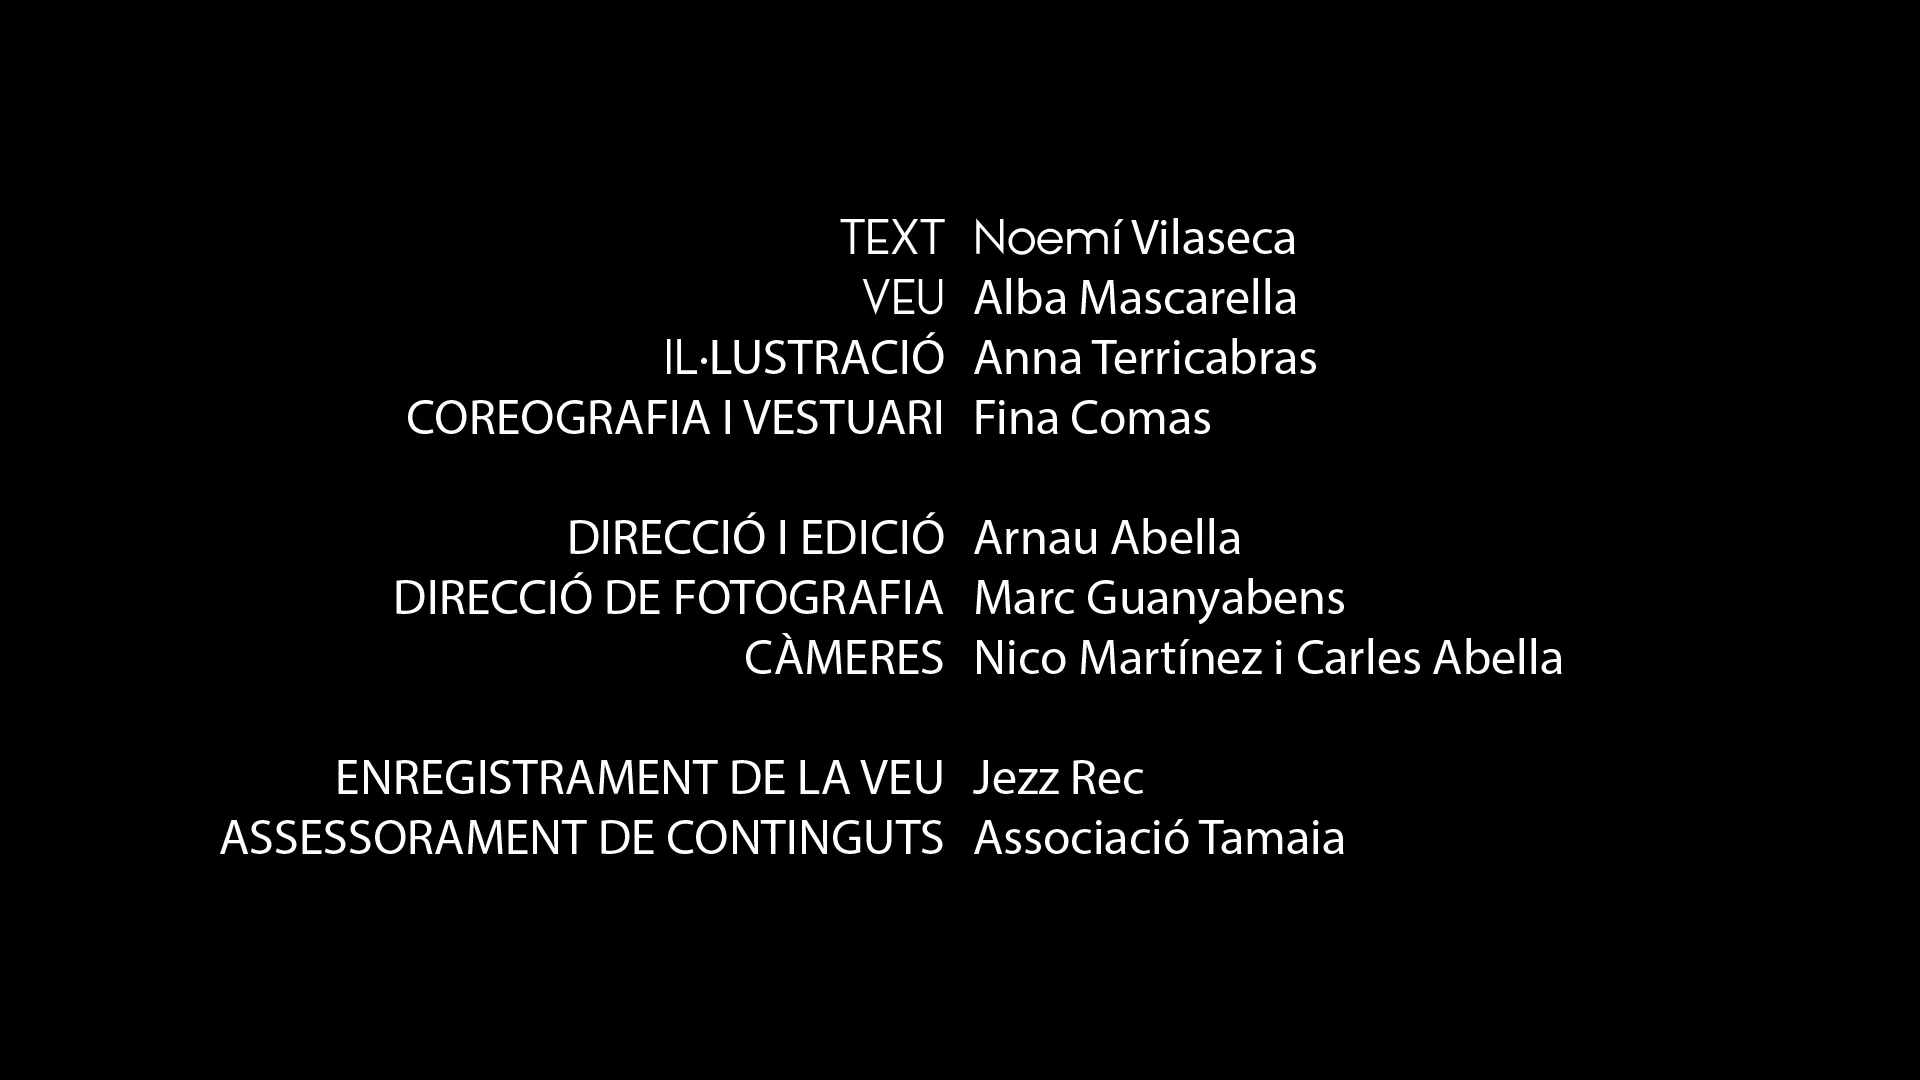 TEXT Noemí Vilaseca
VEU Alba Mascarella
IL·LUSTRACIÓ Anna Terricabras
COREOGRAFIA I VESTUARI Fina Comas
DIRECCIÓ I EDICIÓ Arnau Abella
DIRECCIÓ DE FOTOGRAFIA Marc Guanyabens
CÀMERES Nico Martínez i Carles Abella
ENREGISTRAMENT DE LA VEU Jezz Rec
ASSESSORAMENT DE CONTINGUTS Associació Tamaia